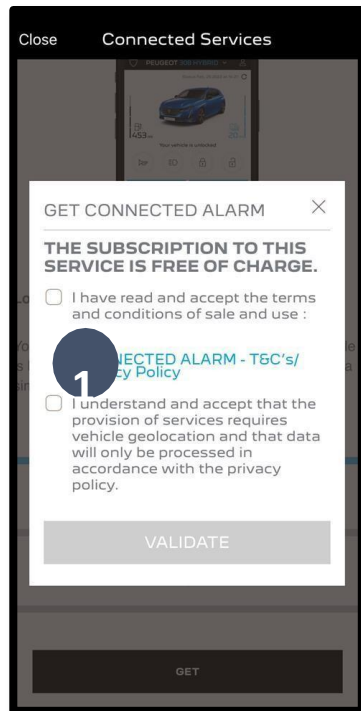 Close Connected Services
PEUGEOT 308 HYBRID
453
Your vehicle is unlocked
GET CONNECTED ALARM
THE SUBSCRIPTION TO THIS
SERVICE IS FREE OF CHARGE.
I have read and accept the terms
and conditions of sale and use :
NECTED ALARM - T&C's/
cy Policy
1
I understand and accept that the
provision of services requires
vehicle geolocation and that data
will only be processed in
accordance with the privacy
policy.
VALIDATE
GET